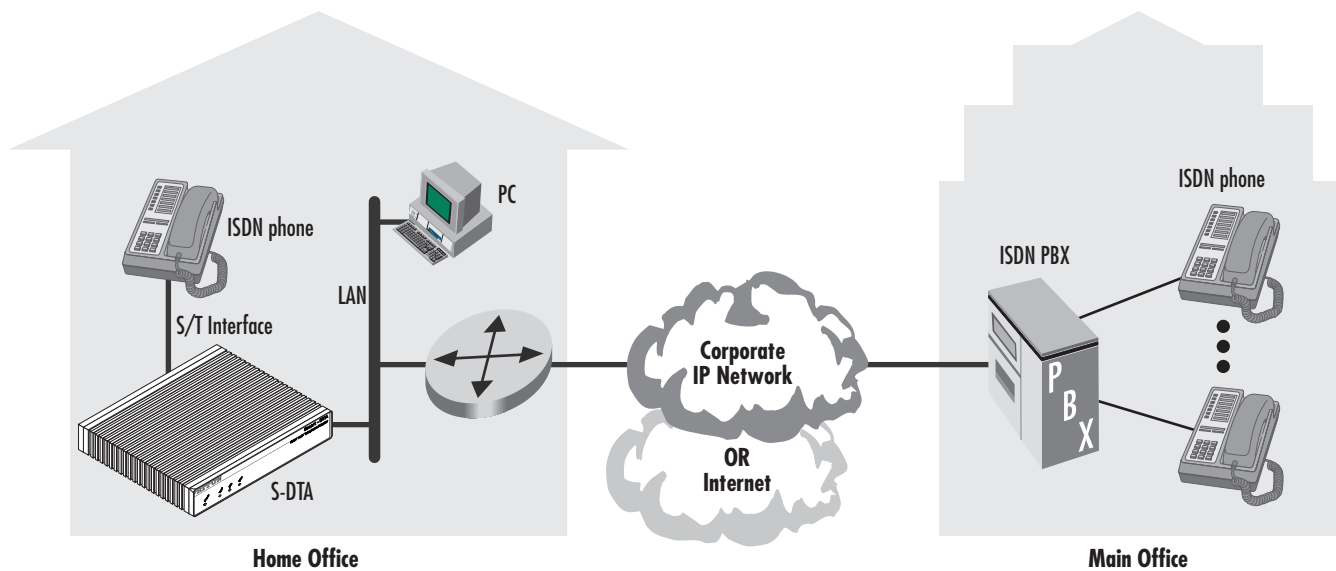 ISDN phone
S/T Interface
S-DTA
LAN
PC
Home Office
Corporate
IP Network
OR
Internet
ISDN PBX
P
B
X
ISDN phone
Main Office